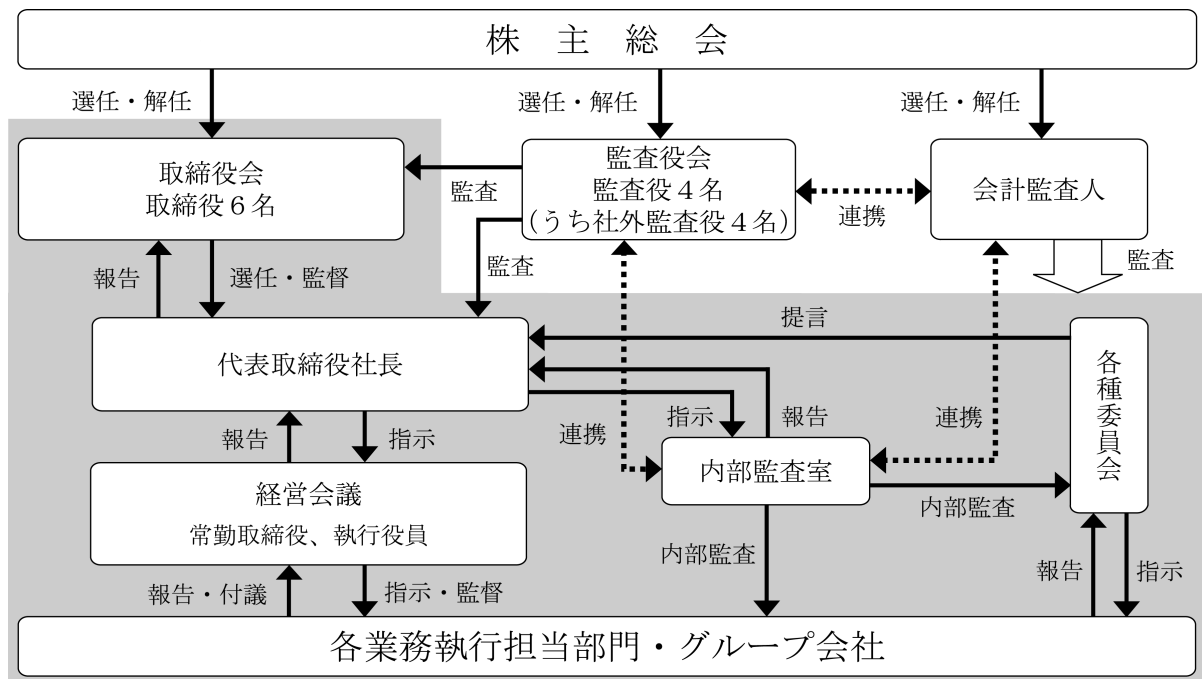 株主総会
選任・解任
選任・解任
選任・解任
取締役会
取締役6名
監査
監査役会
監査役4名
(うち社外監査役4名)
連携
会計監査人
報告
選任・監督
監査
監査
代表取締役社長
提言
各種委員会
報告
指示
連携
指示
報告
連携
経営会議
常勤取締役、執行役員
内部監査室
内部監査
報告・付議
指示・監督
内部監査
報告
指示
各業務執行担当部門・グループ会社